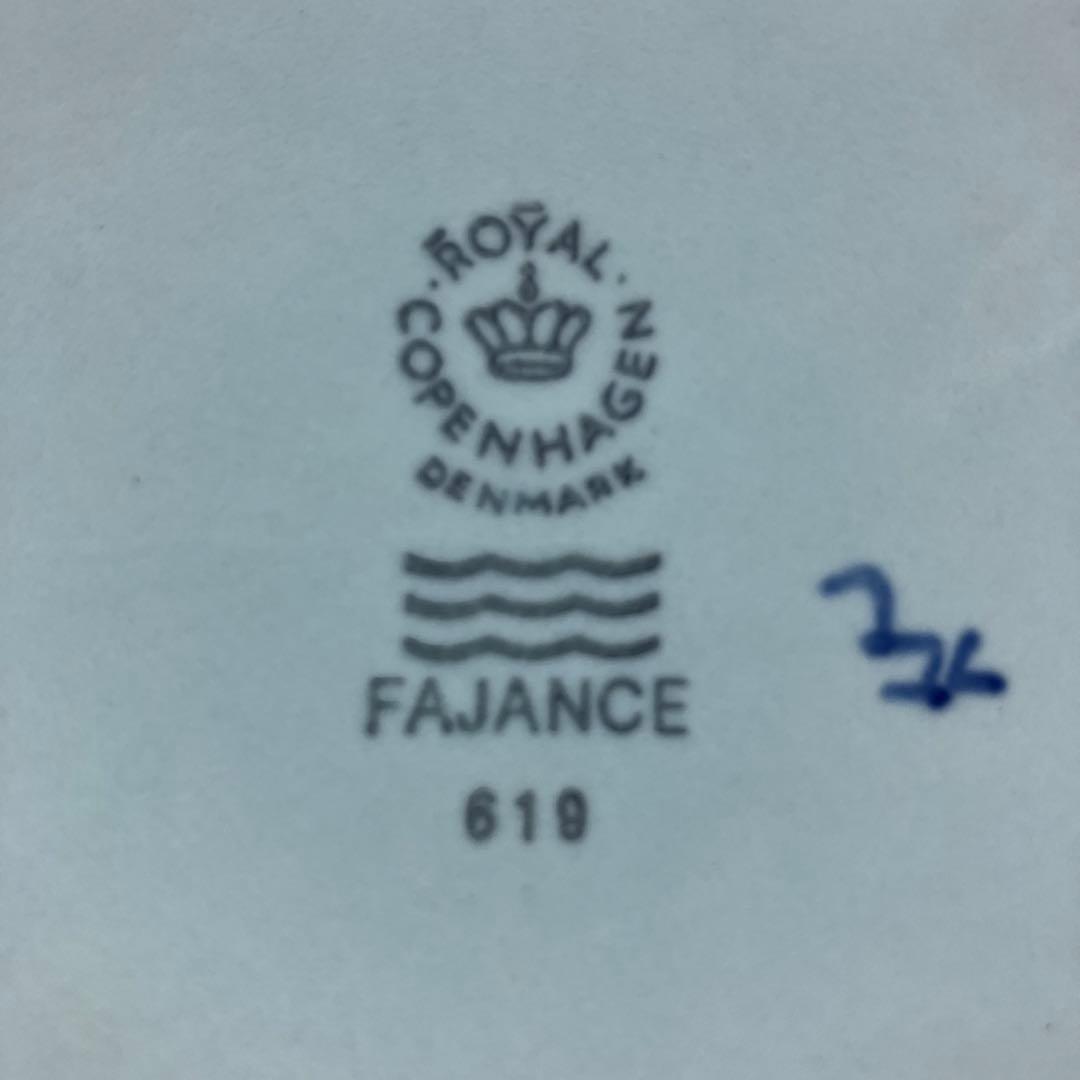 ROYAL
COPENHAGEN
DENMARK
FAJANCE
619